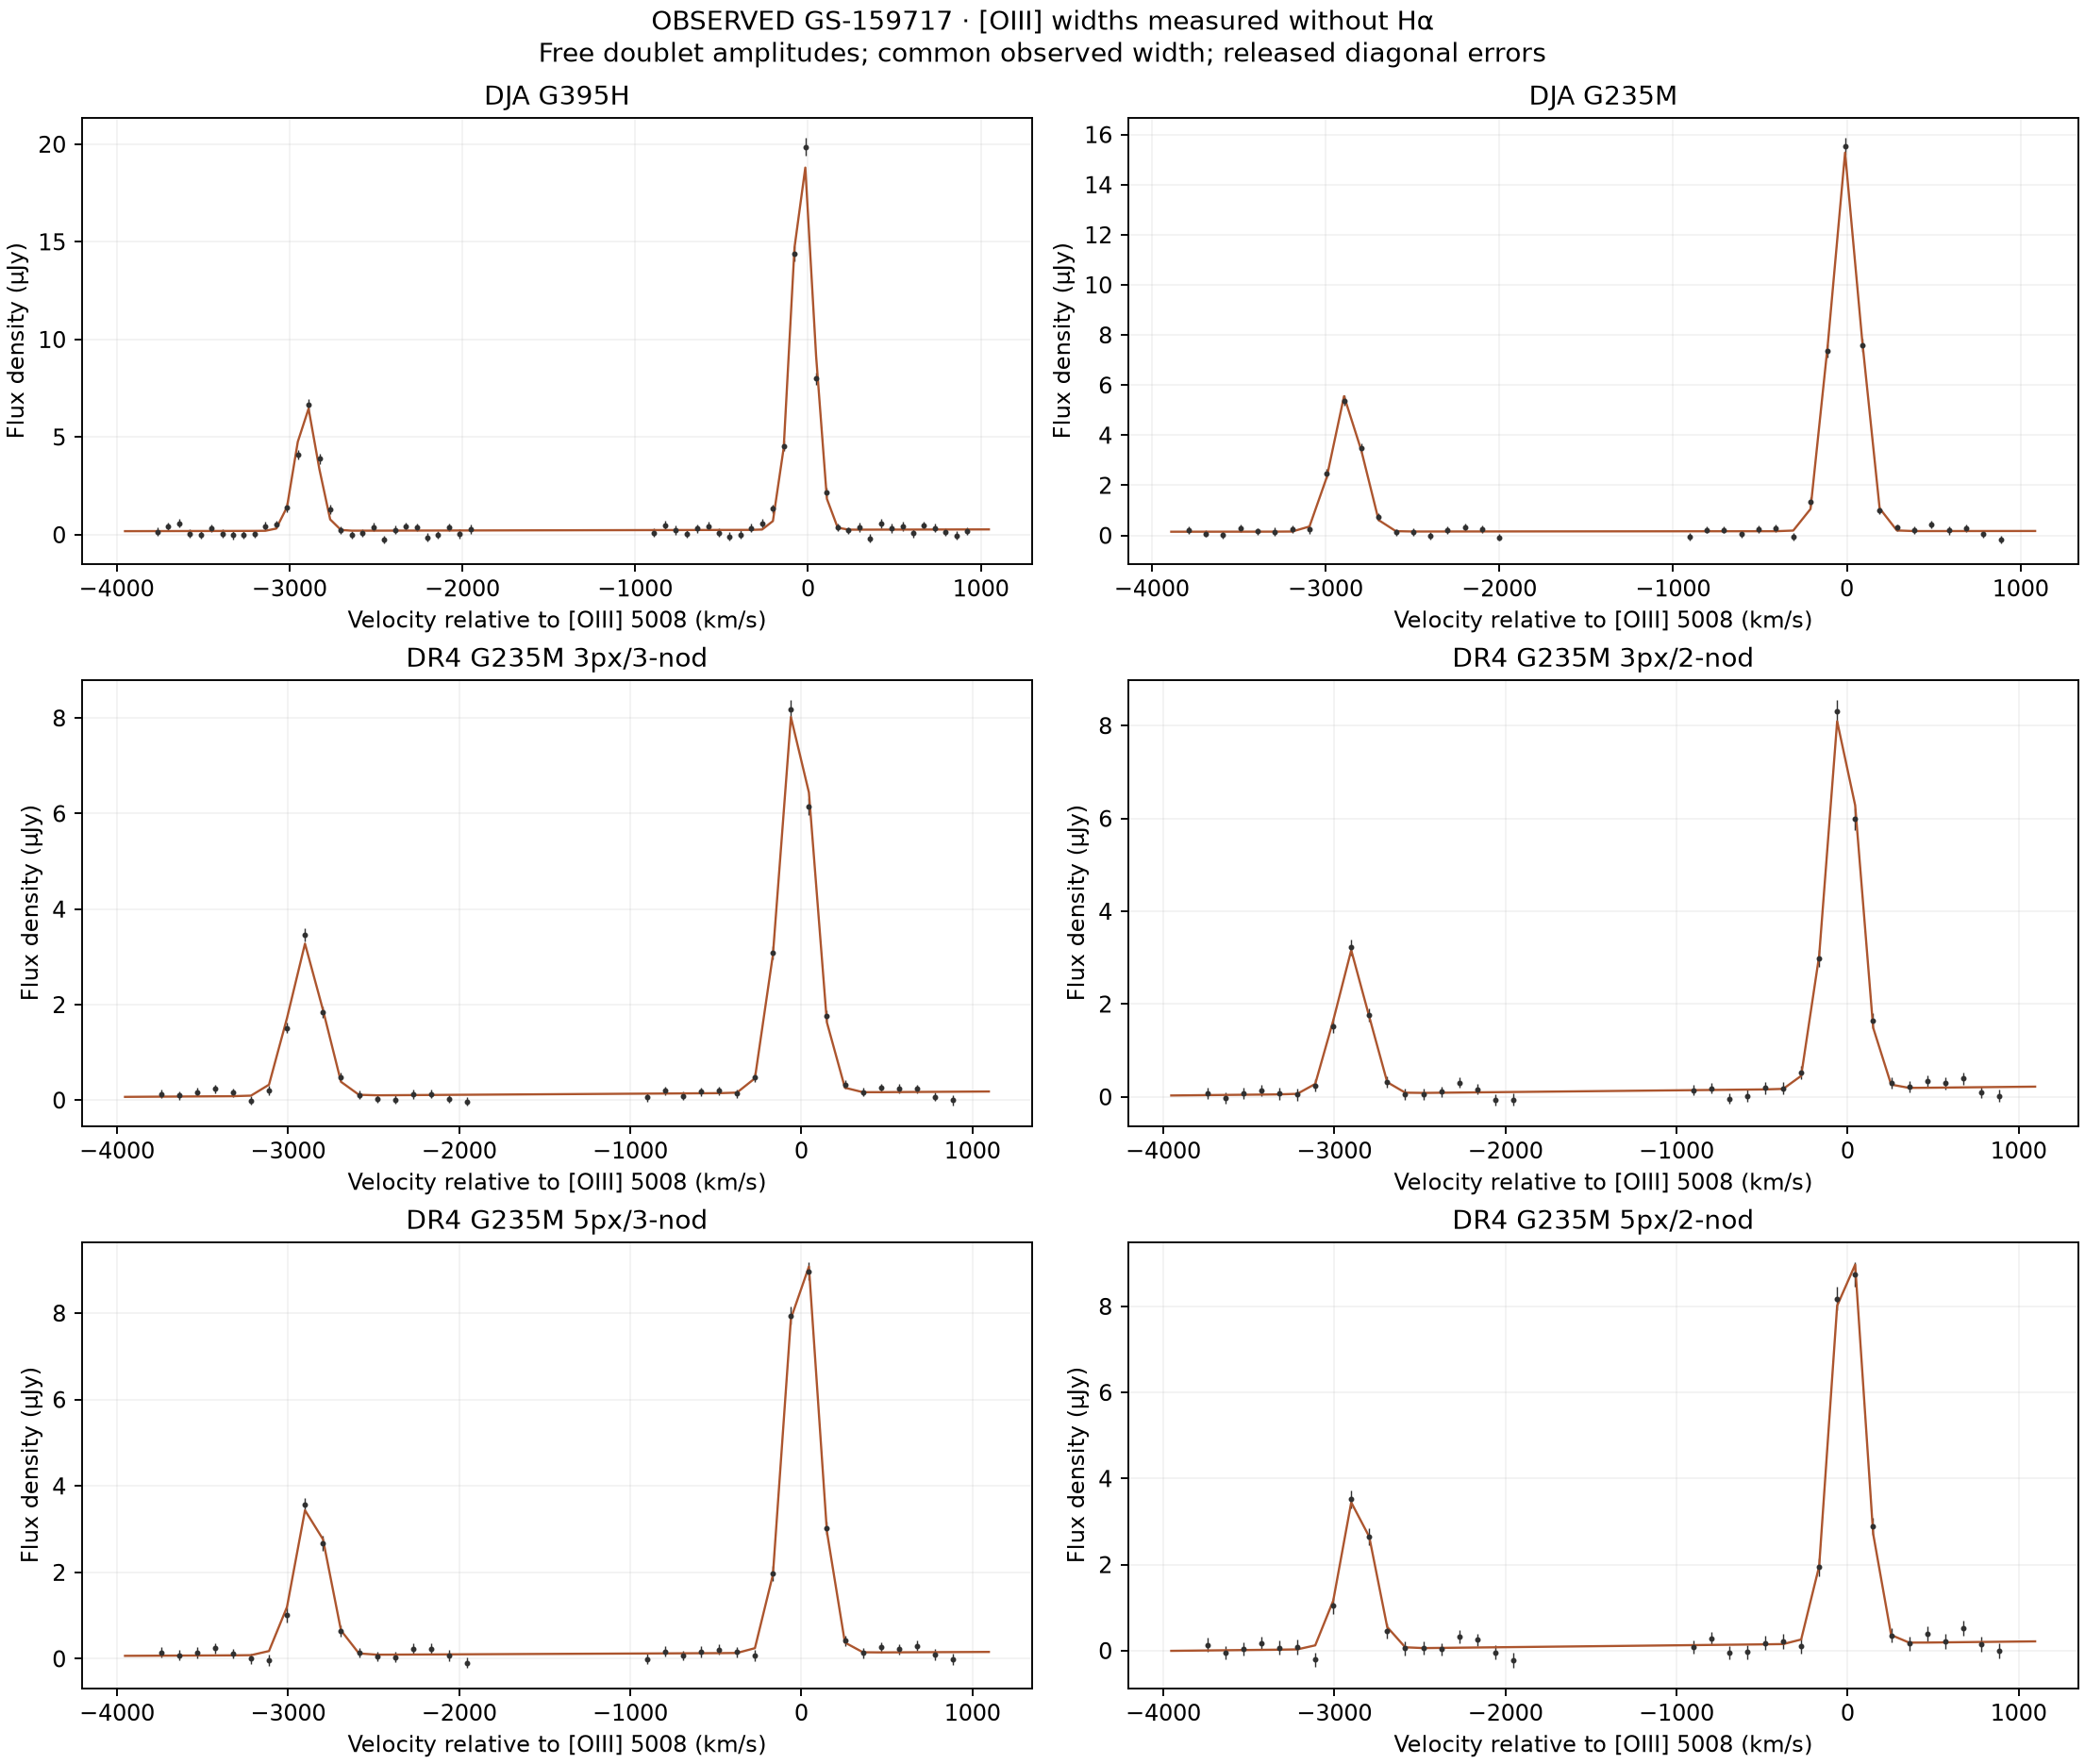 OBSERVED GS-159717 · [OIII] widths measured without Hα
Free doublet amplitudes; common observed width; released diagonal errors
DJA G395H
Flux density (µJy)
20
15
10
5
0
−4000 −3000 −2000 −1000 0 1000
Velocity relative to [OIII] 5008 (km/s)
DJA G235M
Flux density (µJy)
16
14
12
10
8
6
4
2
0
−4000 −3000 −2000 −1000 0 1000
Velocity relative to [OIII] 5008 (km/s)
DR4 G235M 3px/3-nod
Flux density (µJy)
8
6
4
2
0
−4000 −3000 −2000 −1000 0 1000
Velocity relative to [OIII] 5008 (km/s)
DR4 G235M 3px/2-nod
Flux density (µJy)
8
6
4
2
0
−4000 −3000 −2000 −1000 0 1000
Velocity relative to [OIII] 5008 (km/s)
DR4 G235M 5px/3-nod
Flux density (µJy)
8
6
4
2
0
−4000 −3000 −2000 −1000 0 1000
Velocity relative to [OIII] 5008 (km/s)
DR4 G235M 5px/2-nod
Flux density (µJy)
8
6
4
2
0
−4000 −3000 −2000 −1000 0 1000
Velocity relative to [OIII] 5008 (km/s)